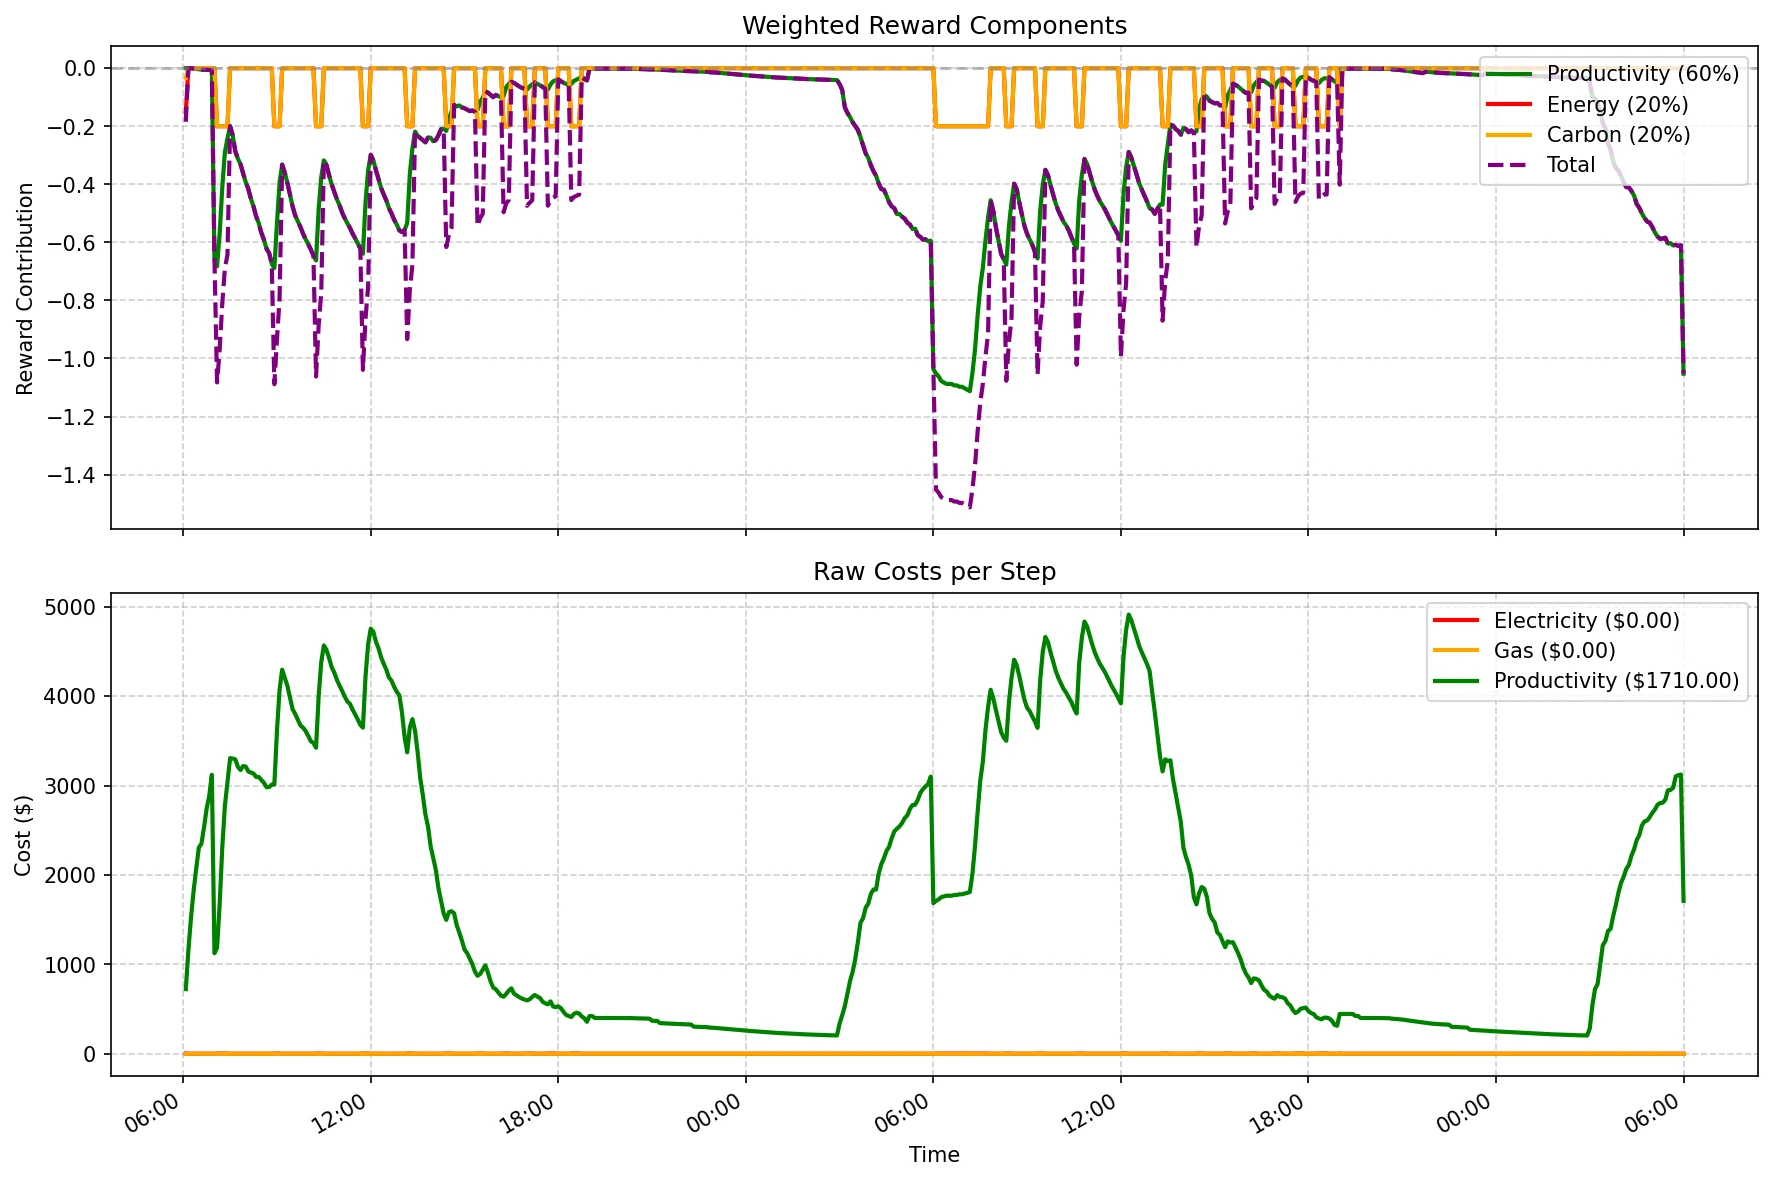 Weighted Reward Components
Reward Contribution
0.0
−0.2
−0.4
−0.6
−0.8
−1.0
−1.2
−1.4
Productivity (60%)
Energy (20%)
Carbon (20%)
Total
Raw Costs per Step
Cost ($)
5000
4000
3000
2000
1000
0
Electricity ($0.00)
Gas ($0.00)
Productivity ($1710.00)
06:00
12:00
18:00
00:00
06:00
12:00
18:00
00:00
06:00
Time